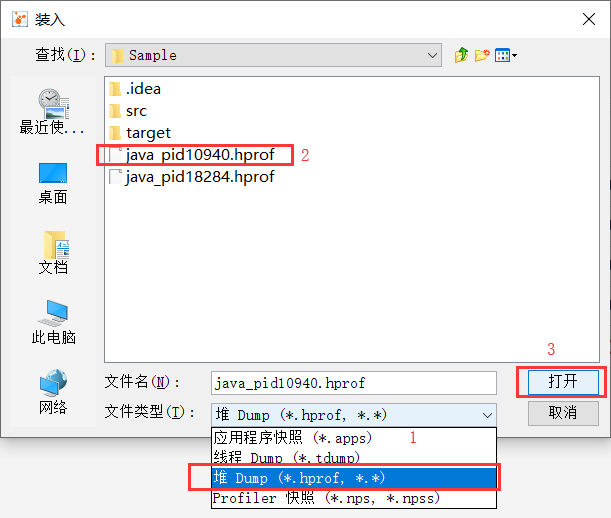 装入
查找(I): Sample
最近使...
桌面
文档
此电脑
网络
.idea
src
target
java_pid10940.hprof 2
java_pid18284.hprof
3
文件名(N): java_pid10940.hprof 打开
文件类型(T): 堆 Dump (*.hprof, *.*) 取消
应用程序快照 (*.apps) 1
线程 Dump (*.tdump)
堆 Dump (*.hprof, *.*)
Profiler 快照 (*.nps, *.npss)